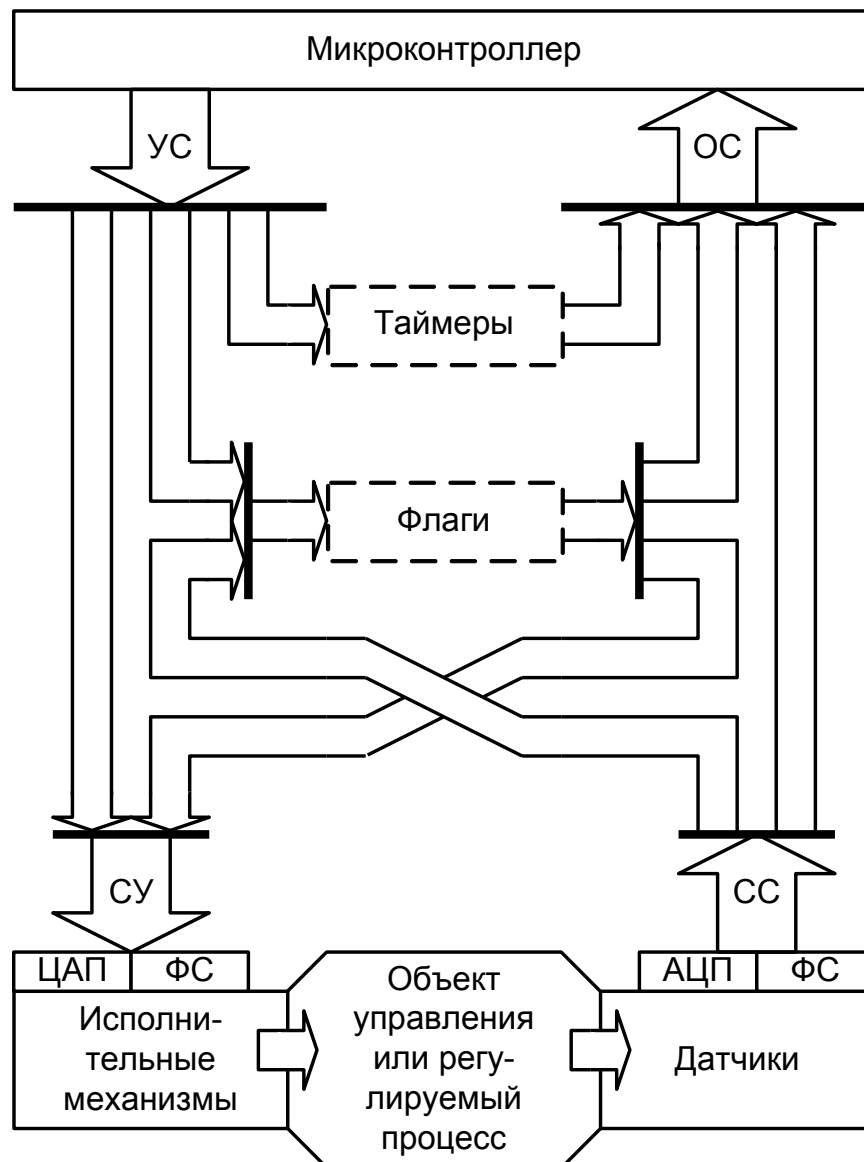 Микроконтроллер
УС
ОС
Таймеры
Флаги
СУ
СС
ЦАП
ФС
АЦП
ФС
Исполни-
тельные
механизмы
Объект
управления
или регу-
лируемый
процесс
Датчики